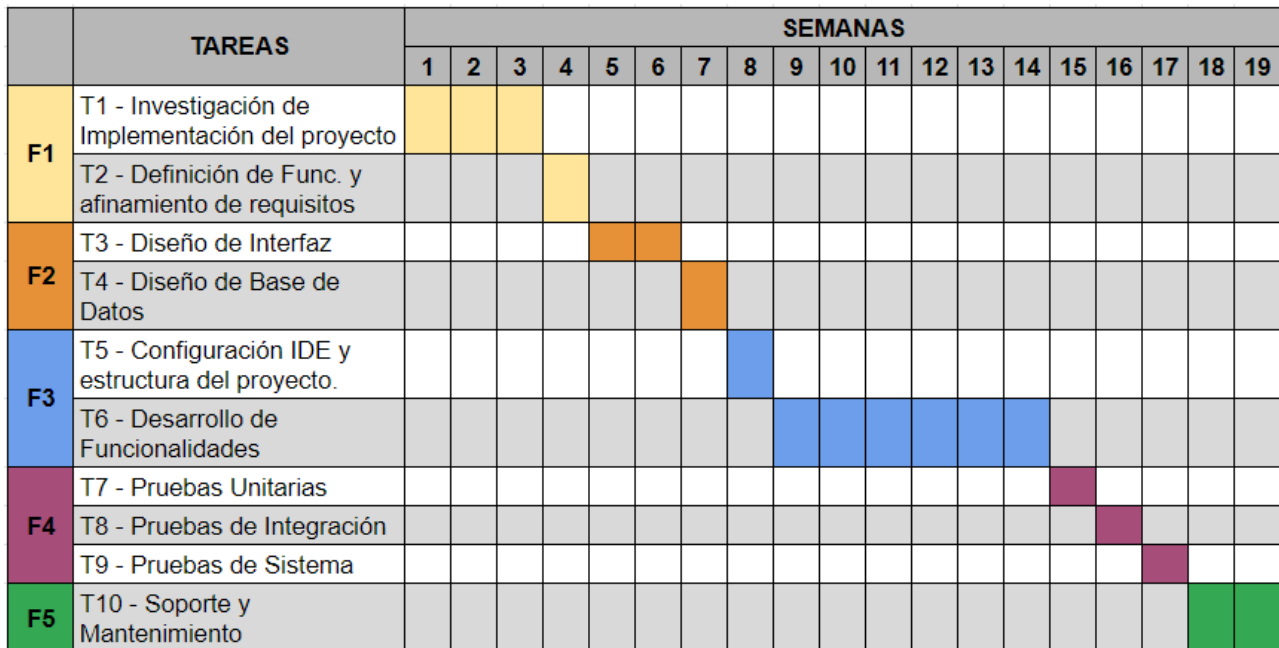 TAREAS
SEMANAS
1 2 3 4 5 6 7 8 9 10 11 12 13 14 15 16 17 18 19
F1
T1 - Investigación de
Implementación del proyecto
T2 - Definición de Func. y
afinamiento de requisitos
F2
T3 - Diseño de Interfaz
T4 - Diseño de Base de
Datos
F3
T5 - Configuración IDE y
estructura del proyecto.
T6 - Desarrollo de
Funcionalidades
F4
T7 - Pruebas Unitarias
T8 - Pruebas de Integración
T9 - Pruebas de Sistema
F5
T10 - Soporte y
Mantenimiento